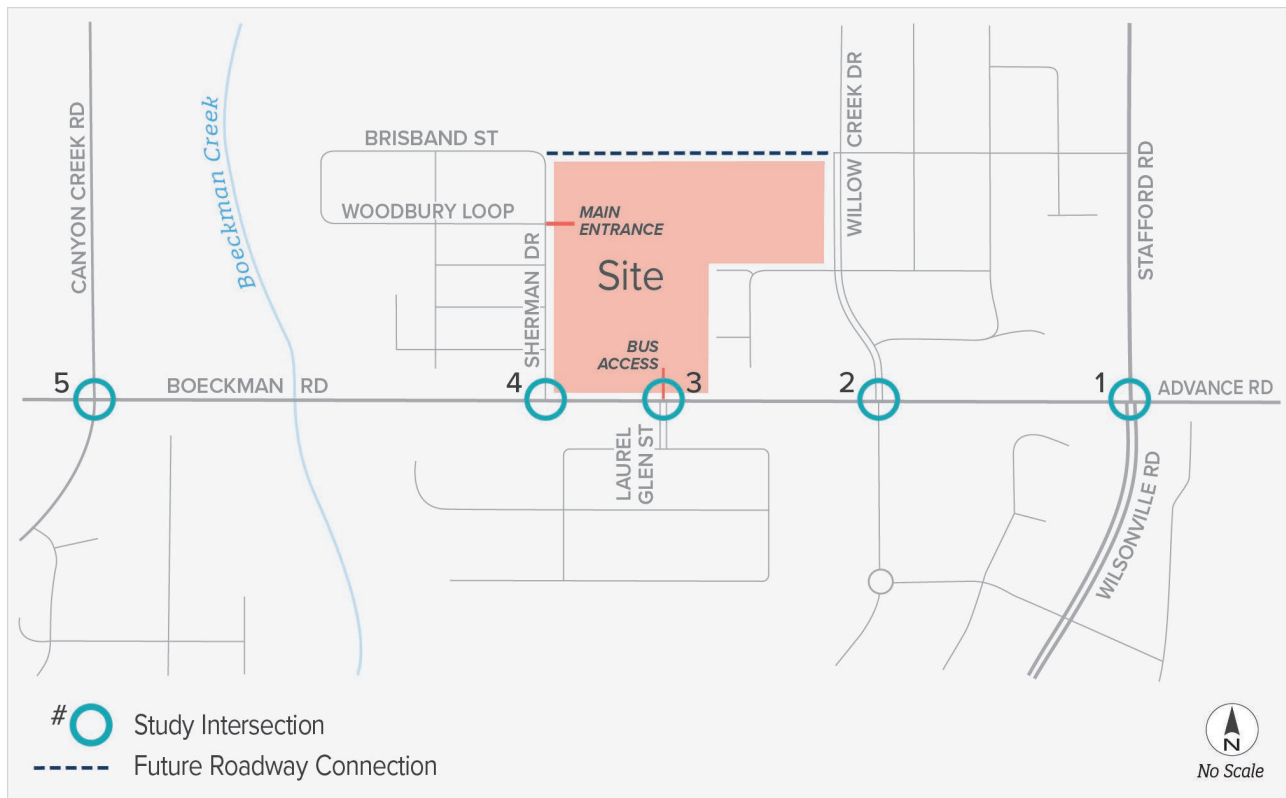 CANYON CREEK RD
Boeckman Creek
BRISBAND ST
WOODBURY LOOP
MAIN
ENTRANCE
SHERMAN DR
Site
BUS
ACCESS
WILLOW CREEK DR
STAFFORD RD
5
BOECKMAN RD
4
3
2
1
ADVANCE RD
LAUREL
GLEN ST
WILSONVILLE RD
# Study Intersection
Future Roadway Connection
N
No Scale